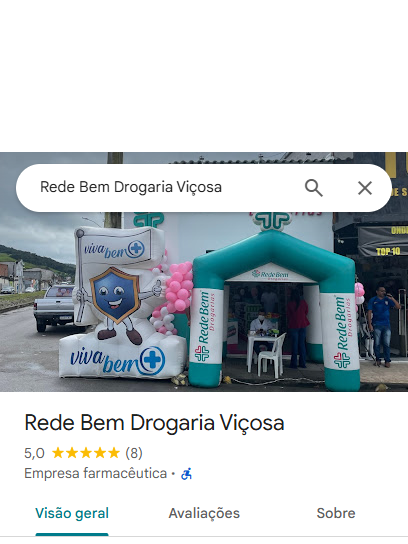 Rede Bem Drogaria Viçosa
TOP 10
viva bem
Rede Bem
Drogarias
Rede Bem
Drogarias
Rede Bem
Drogarias
viva bem
Rede Bem Drogaria Viçosa
5,0 ★★★★★ (8)
Empresa farmacêutica ·
Visão geral
Avaliações
Sobre